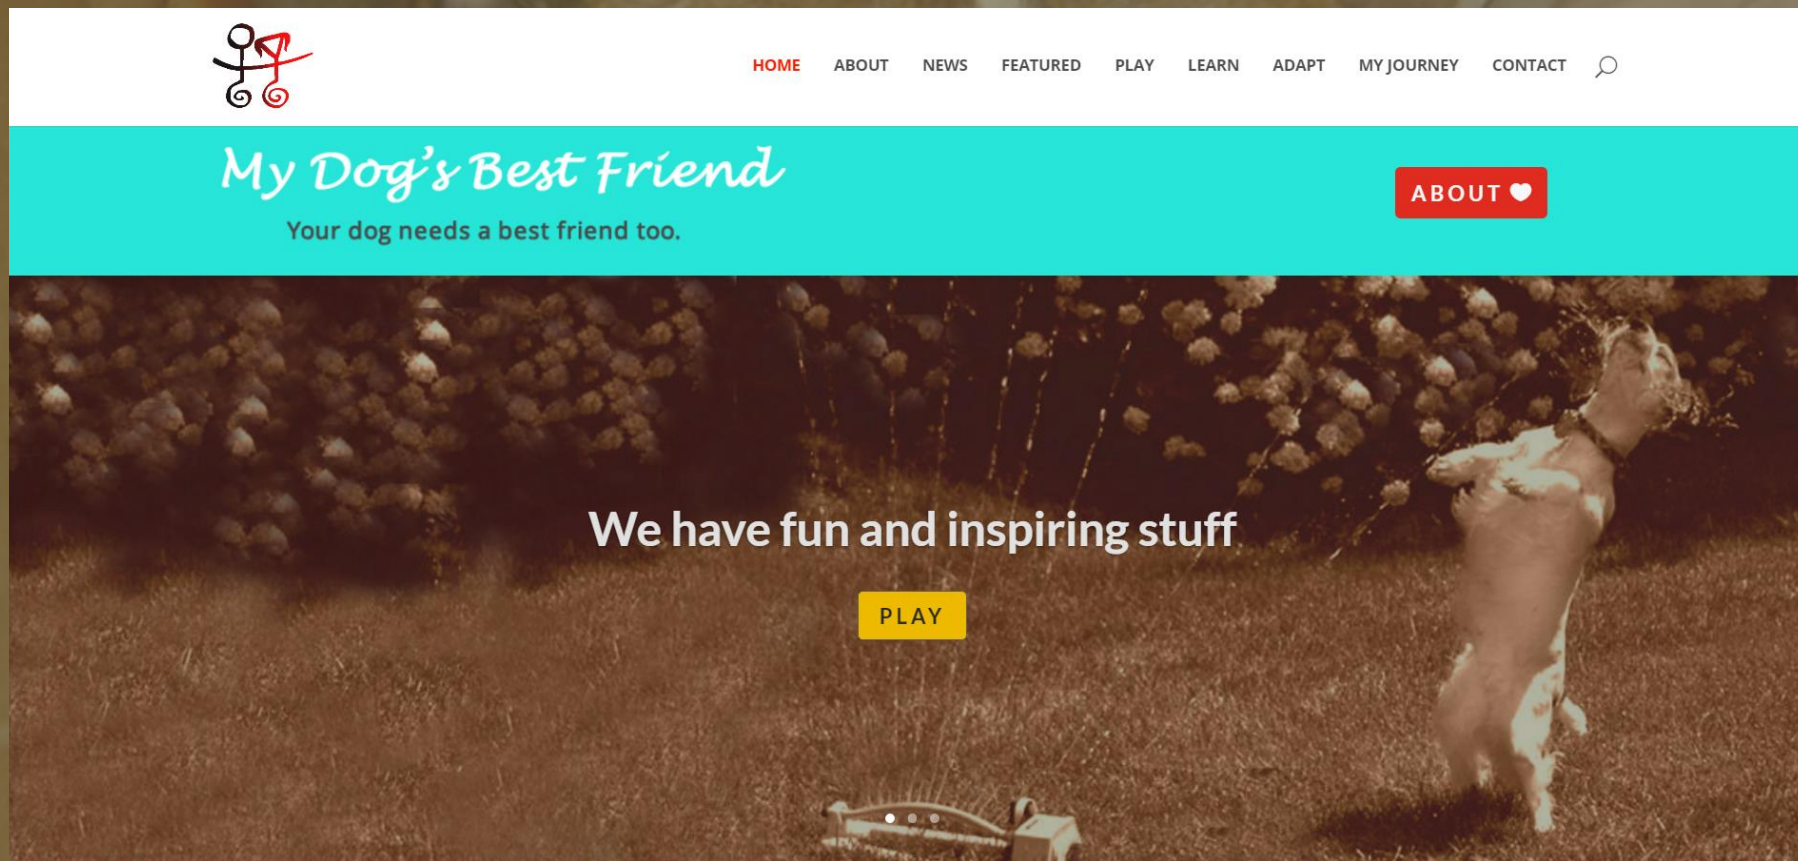 HOME ABOUT NEWS FEATURED PLAY LEARN ADAPT MY JOURNEY CONTACT
My Dog's Best Friend
ABOUT
Your dog needs a best friend too.
We have fun and inspiring stuff
PLAY